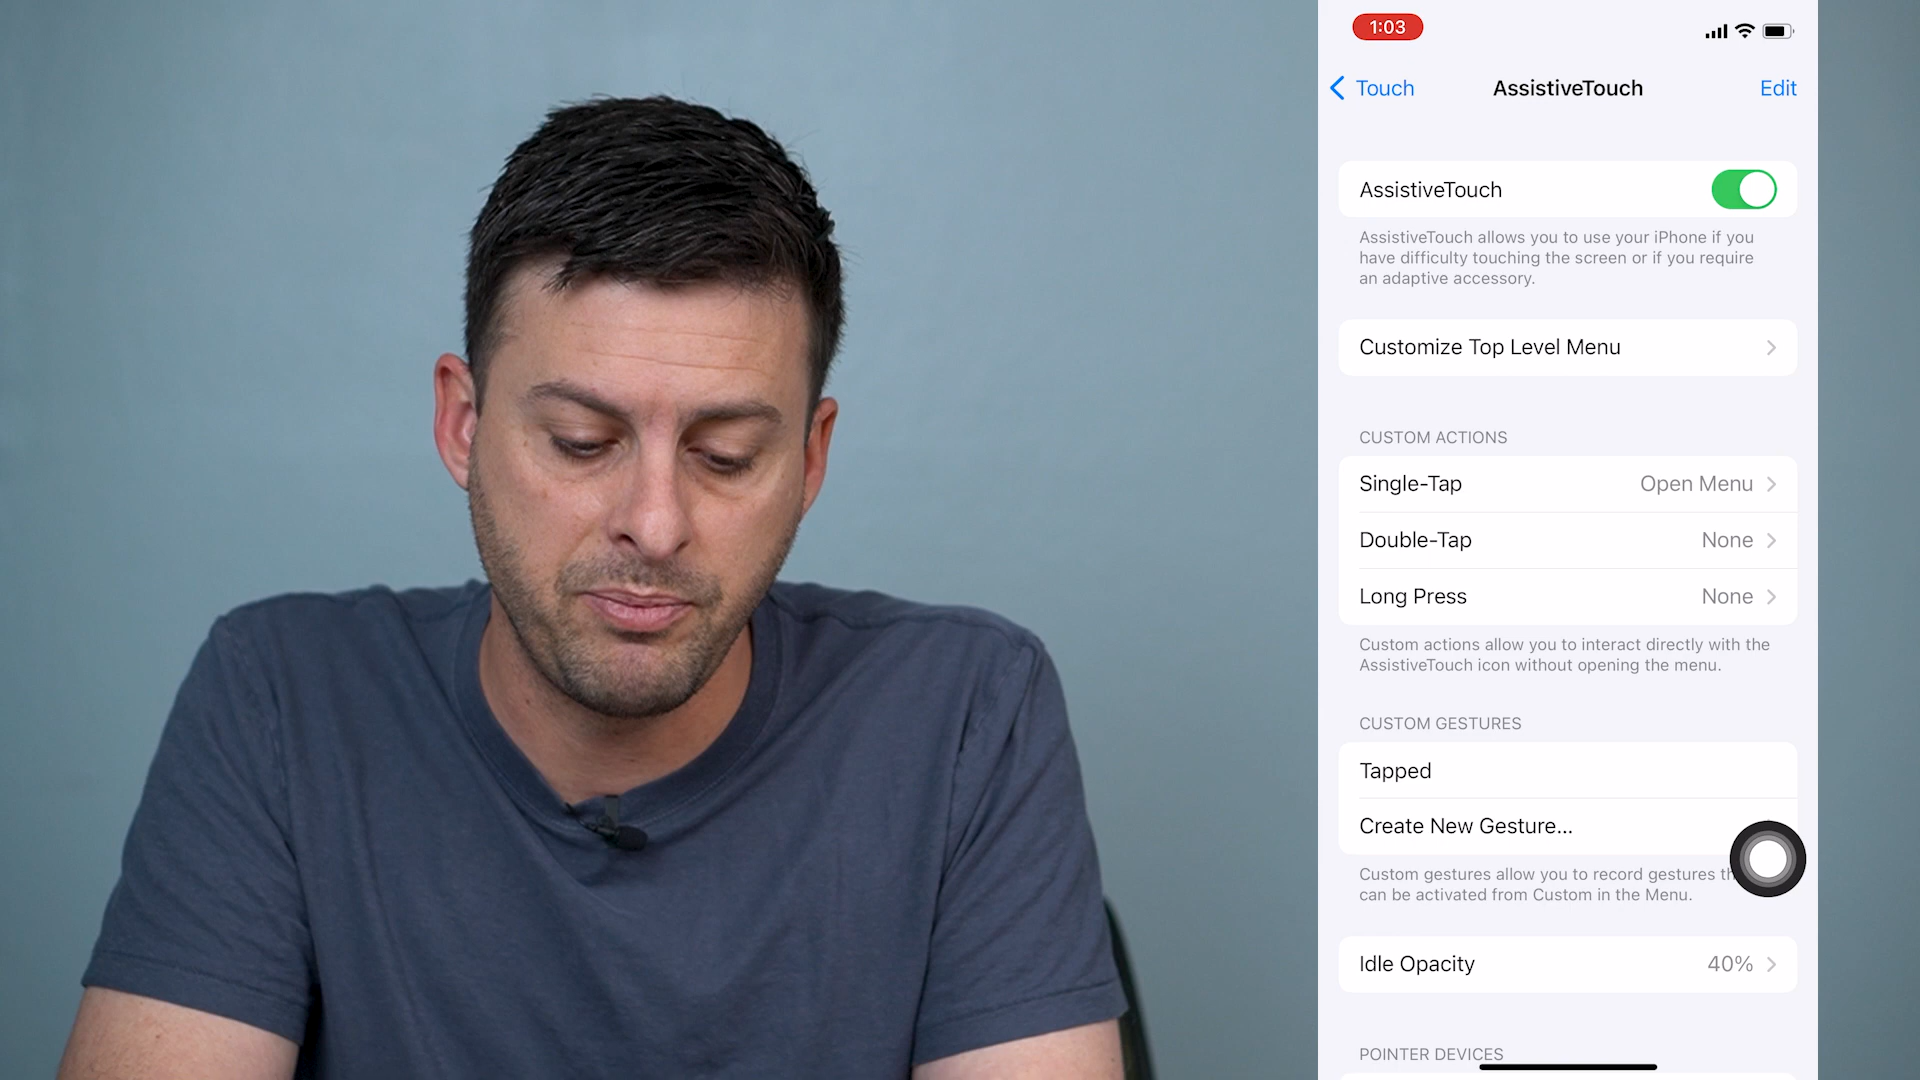 1:03
Touch
AssistiveTouch
Edit
AssistiveTouch
AssistiveTouch allows you to use your iPhone if you
have difficulty touching the screen or if you require
an adaptive accessory.
Customize Top Level Menu
CUSTOM ACTIONS
Single-Tap
Open Menu
Double-Tap
None
Long Press
None
Custom actions allow you to interact directly with the
AssistiveTouch icon without opening the menu.
CUSTOM GESTURES
Tapped
Create New Gesture...
Custom gestures allow you to record gestures
can be activated from Custom in the Menu.
Idle Opacity
40%
POINTER DEVICES